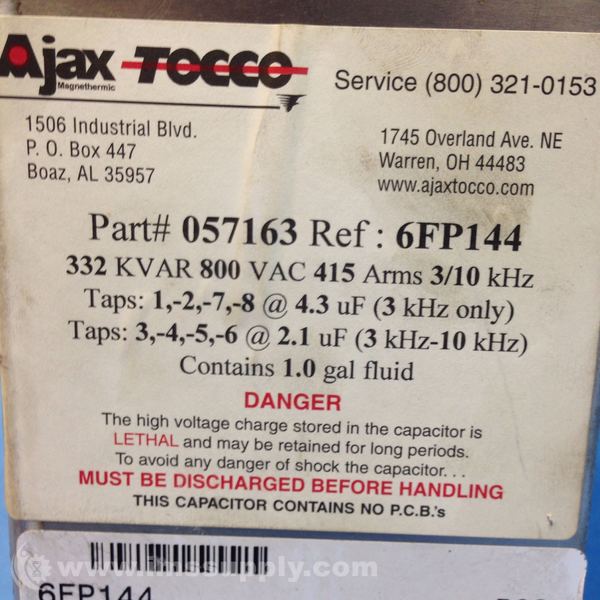 Ajax TOCCO
Magnethermic
Service (800) 321-0153
1506 Industrial Blvd.
P. O. Box 447
Boaz, AL 35957
1745 Overland Ave. NE
Warren, OH 44483
www.ajaxtocco.com
Part# 057163 Ref : 6FP144
332 KVAR 800 VAC 415 Arms 3/10 kHz
Taps: 1,-2,-7,-8 @ 4.3 uF (3 kHz only)
Taps: 3,-4,-5,-6 @ 2.1 uF (3 kHz-10 kHz)
Contains 1.0 gal fluid
DANGER
The high voltage charge stored in the capacitor is
LETHAL and may be retained for long periods.
To avoid any danger of shock the capacitor. . .
MUST BE DISCHARGED BEFORE HANDLING
THIS CAPACITOR CONTAINS NO P.C.B.'s
www.imssupply.com
6FP144